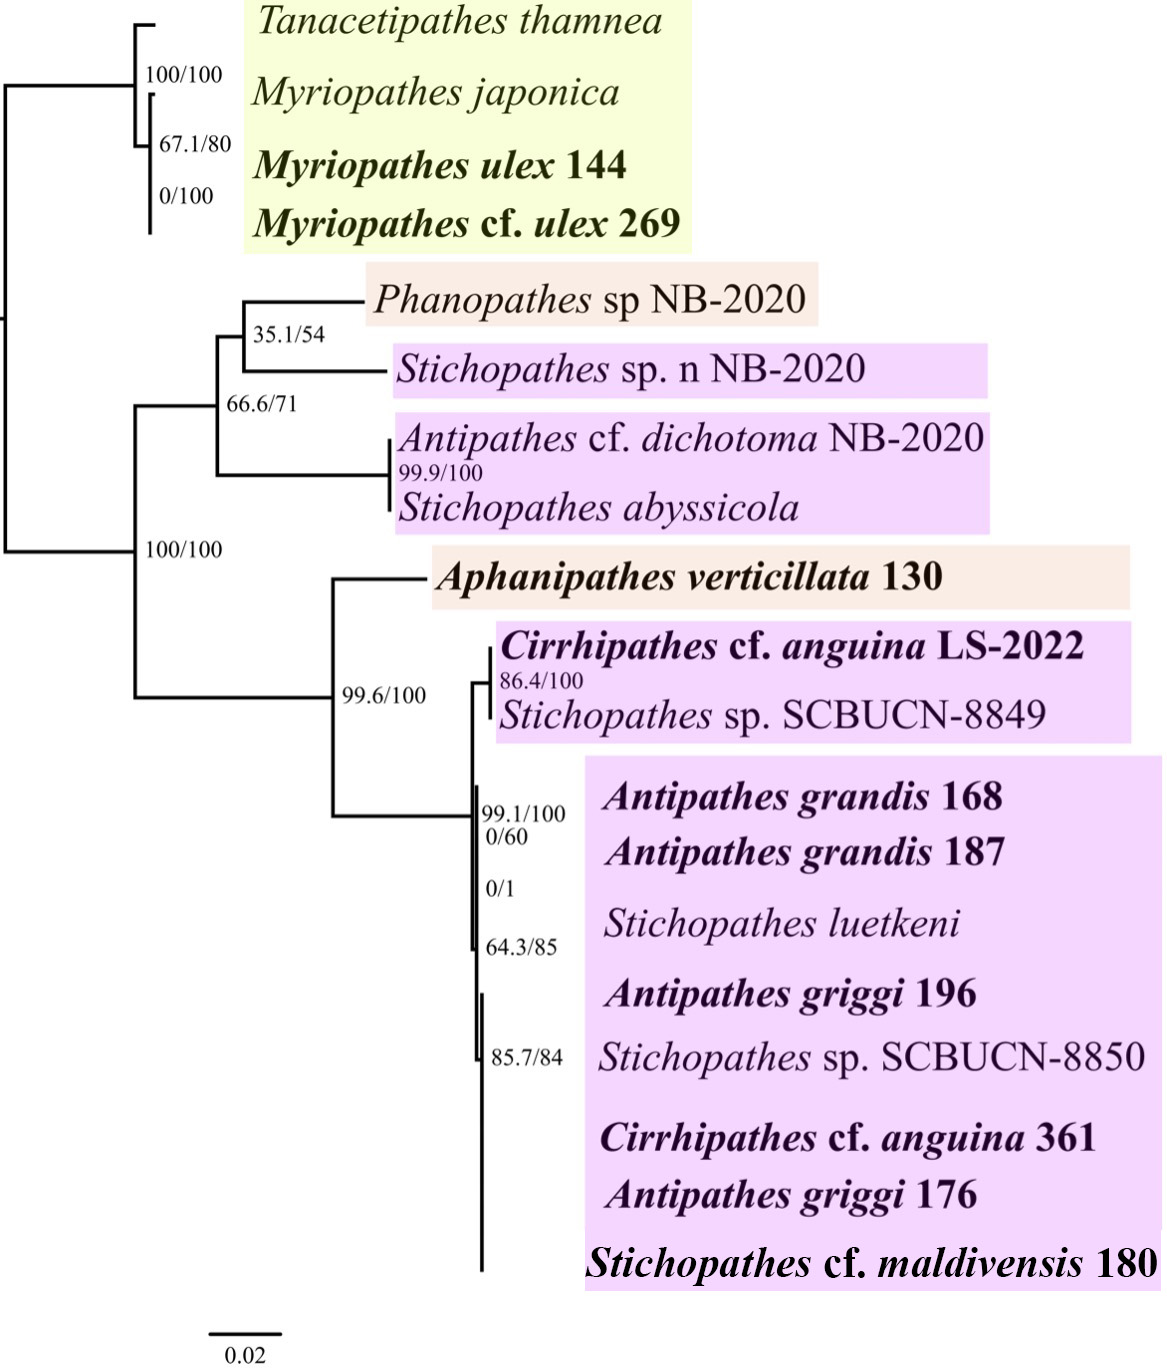 Tanacetipathes thamnea
100/100
Myriopathes japonica
67.1/80
Myriopathes ulex 144
0/100
Myriopathes cf. ulex 269
Phanopathes sp NB-2020
35.1/54
Stichopathes sp. n NB-2020
66.6/71
Antipathes cf. dichotoma NB-2020
99.9/100
Stichopathes abyssicola
100/100
Aphanipathes verticillata 130
Cirrhipathes cf. anguina LS-2022
86.4/100
99.6/100
Stichopathes sp. SCBUCN-8849
Antipathes grandis 168
99.1/100
0/60
Antipathes grandis 187
0/1
Stichopathes luetkeni
64.3/85
Antipathes griggi 196
85.7/84
Stichopathes sp. SCBUCN-8850
Cirrhipathes cf. anguina 361
Antipathes griggi 176
Stichopathes cf. maldivensis 180
0.02